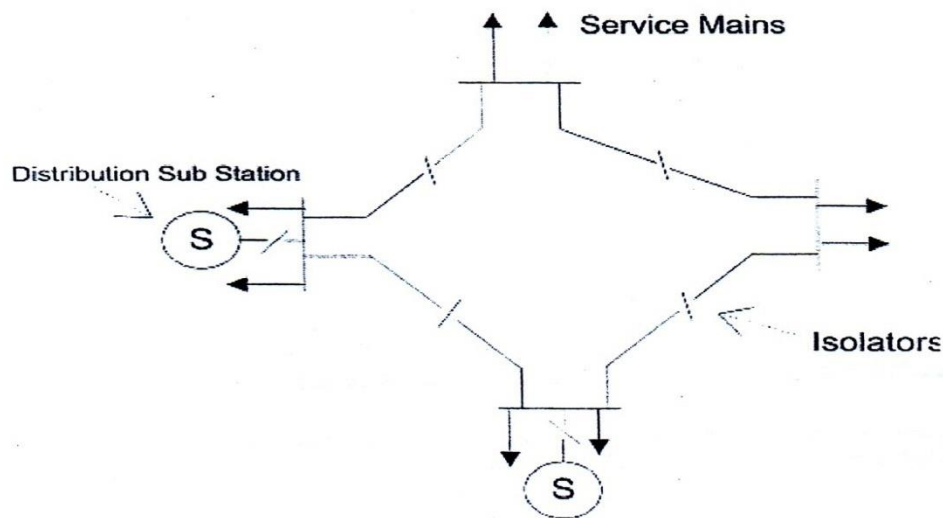 Service Mains
Distribution Sub Station
S
Isolators
S